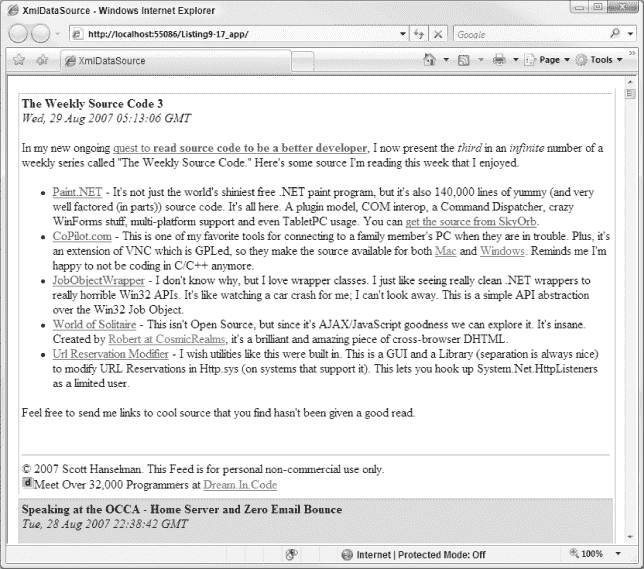 XmlDataSource - Windows Internet Explorer
http://localhost:55086/Listing9-17_app/
Google
XmlDataSource
Page
Tools
The Weekly Source Code 3
Wed, 29 Aug 2007 05:13:06 GMT
In my new ongoing quest to read source code to be a better developer, I now present the third in an infinite number of a
weekly series called "The Weekly Source Code." Here's some source I'm reading this week that I enjoyed.
• Paint.NET - It's not just the world's shiniest free .NET paint program, but it's also 140,000 lines of yummy (and very
well factored (in parts)) source code. It's all here. A plugin model, COM interop, a Command Dispatcher, crazy
WinForms stuff, multi-platform support and even TabletPC usage. You can get the source from SkyOrb.
• CoPilot.com - This is one of my favorite tools for connecting to a family member's PC when they are in trouble. Plus, it's
an extension of VNC which is GPLed, so they make the source available for both Mac and Windows. Reminds me I'm
happy to not be coding in C/C++ anymore.
• JobObjectWrapper - I don't know why, but I love wrapper classes. I just like seeing really clean .NET wrappers to
really horrible Win32 APIs. It's like watching a car crash for me; I can't look away. This is a simple API abstraction
over the Win32 Job Object.
• World of Solitaire - This isn't Open Source, but since it's AJAX/JavaScript goodness we can explore it. It's insane.
Created by Robert at CosmicRealms, it's a brilliant and amazing piece of cross-browser DHTML.
• Url Reservation Modifier - I wish utilities like this were built in. This is a GUI and a Library (separation is always nice)
to modify URL Reservations in Http.sys (on systems that support it). This lets you hook up System.Net.HttpListeners
as a limited user.
Feel free to send me links to cool source that you find hasn't been given a good read.
© 2007 Scott Hanselman. This Feed is for personal non-commercial use only.
d Meet Over 32,000 Programmers at Dream.In.Code
Speaking at the OCCA - Home Server and Zero Email Bounce
Tue, 28 Aug 2007 22:38:42 GMT
Internet | Protected Mode: Off
100%